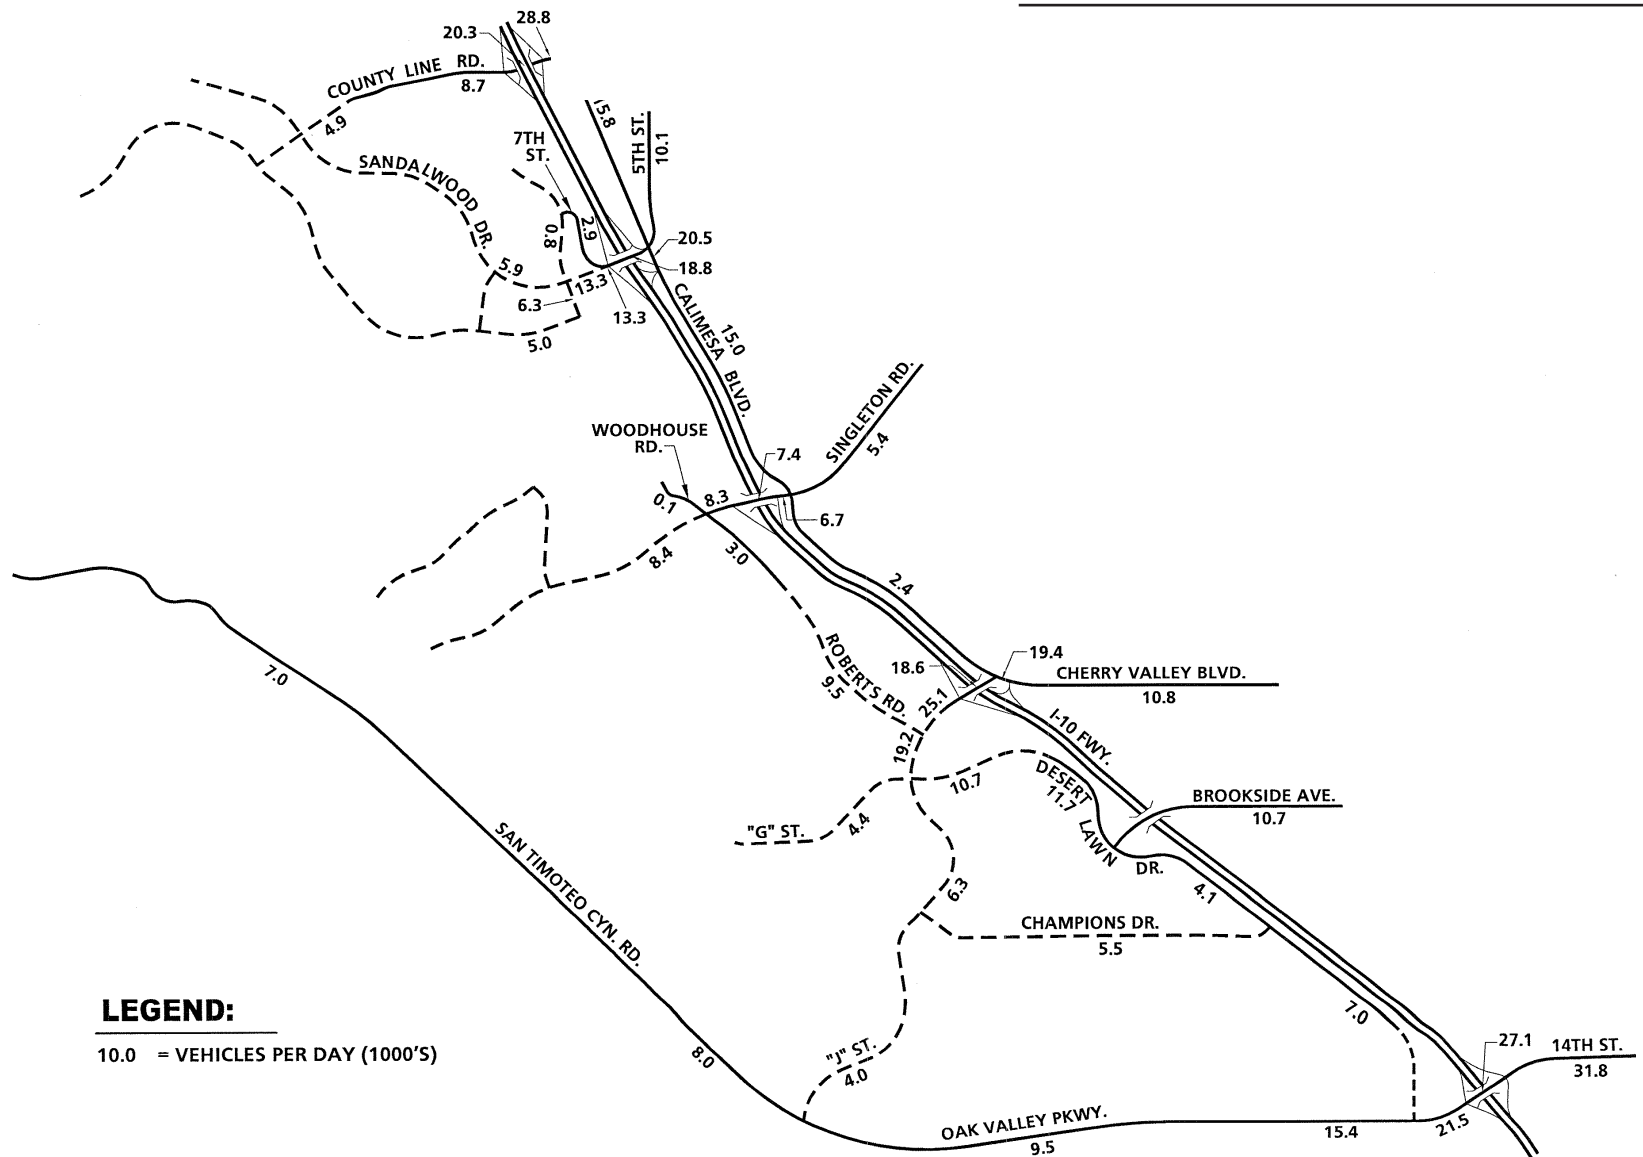 28.8
20.3
COUNTY LINE RD.
8.7
4.9
15.8
5TH ST.
10.1
7TH
ST.
SANDALWOOD DR.
2.9
0.8
20.5
18.8
5.9
13.3
6.3
13.3
5.0
CALIMESA BLVD.
15.0
SINGLETON RD.
5.4
WOODHOUSE
RD.
7.4
0.1
8.3
6.7
8.4
3.0
2.4
19.4
18.6
CHERRY VALLEY BLVD.
10.8
ROBERTS RD.
9.5
25.1
7.0
19.2
I-10 FWY.
10.7
DESERT LAWN DR.
11.7
BROOKSIDE AVE.
10.7
"G" ST.
4.4
SAN TIMOTEO CYN. RD.
6.3
4.1
CHAMPIONS DR.
5.5
LEGEND:
10.0 = VEHICLES PER DAY (1000'S)
7.0
27.1
14TH ST.
31.8
8.0
"J" ST.
4.0
OAK VALLEY PKWY.
9.5
15.4
21.5